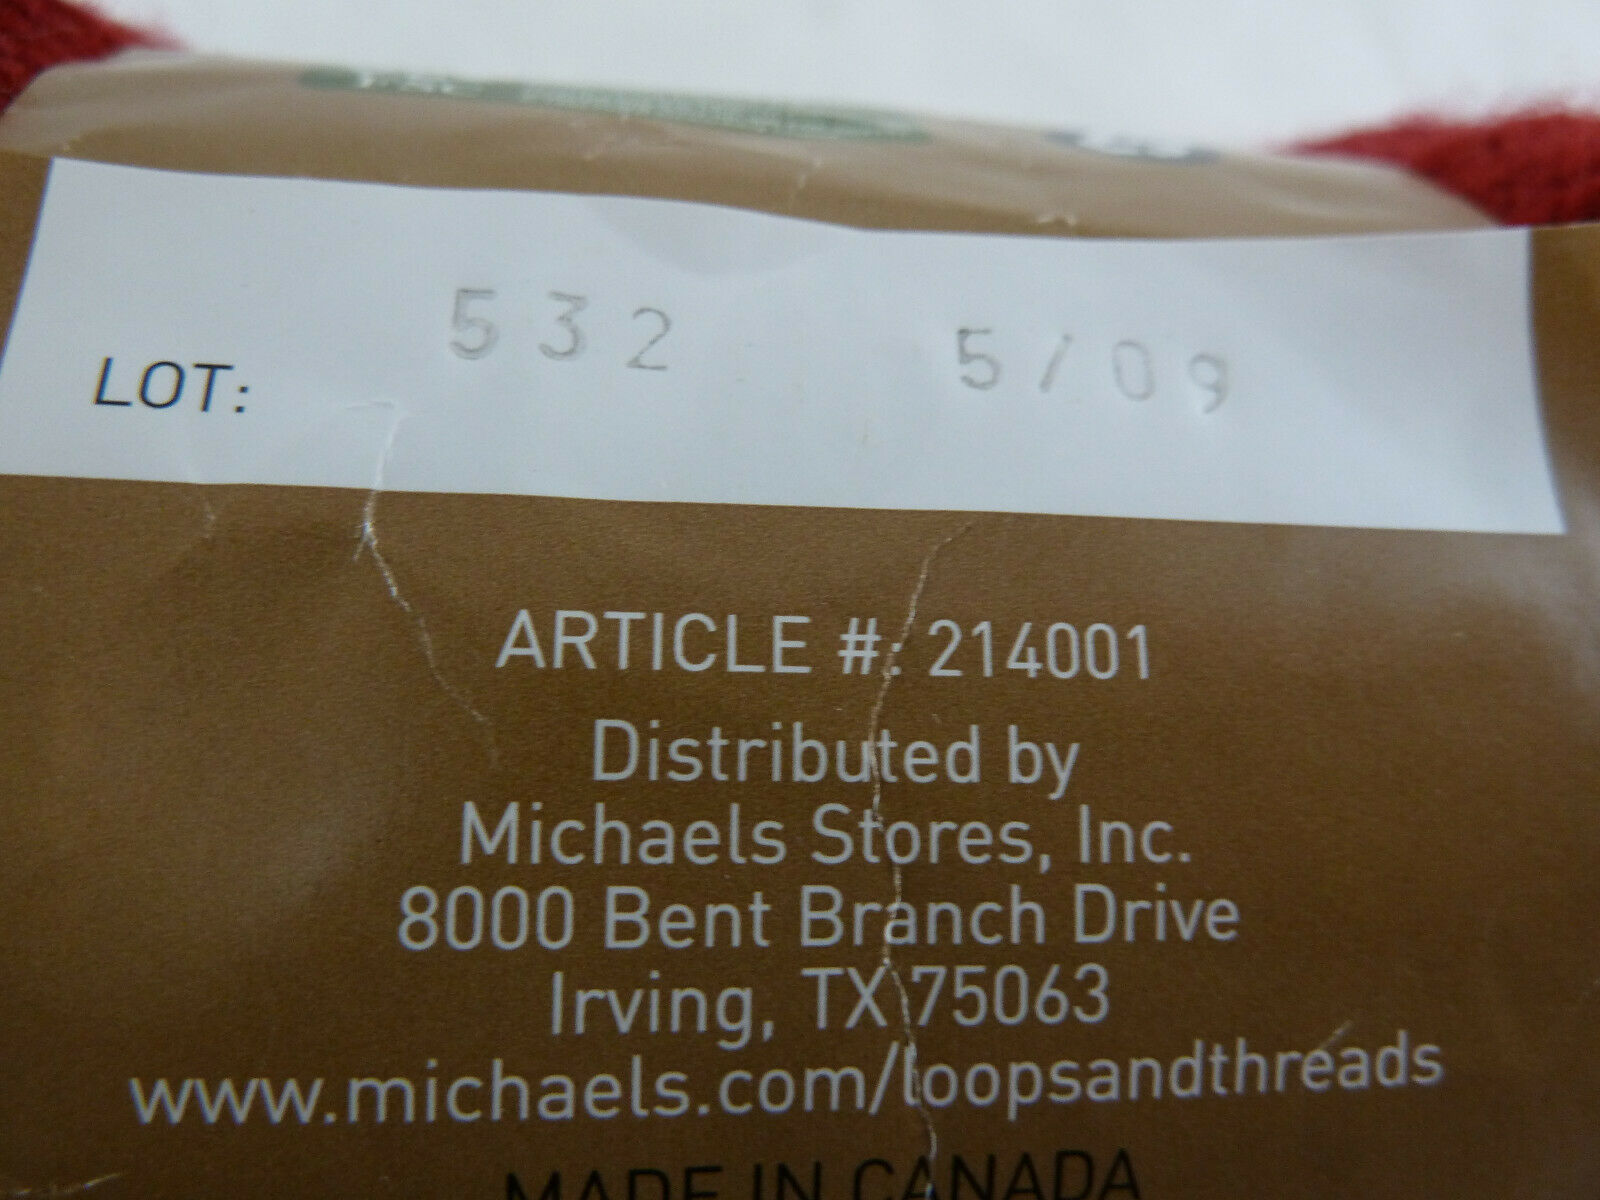 LOT: 532 5/09
ARTICLE #: 214001
Distributed by
Michaels Stores, Inc.
8000 Bent Branch Drive
Irving, TX 75063
www.michaels.com/loopsandthreads
MADE IN CANADA